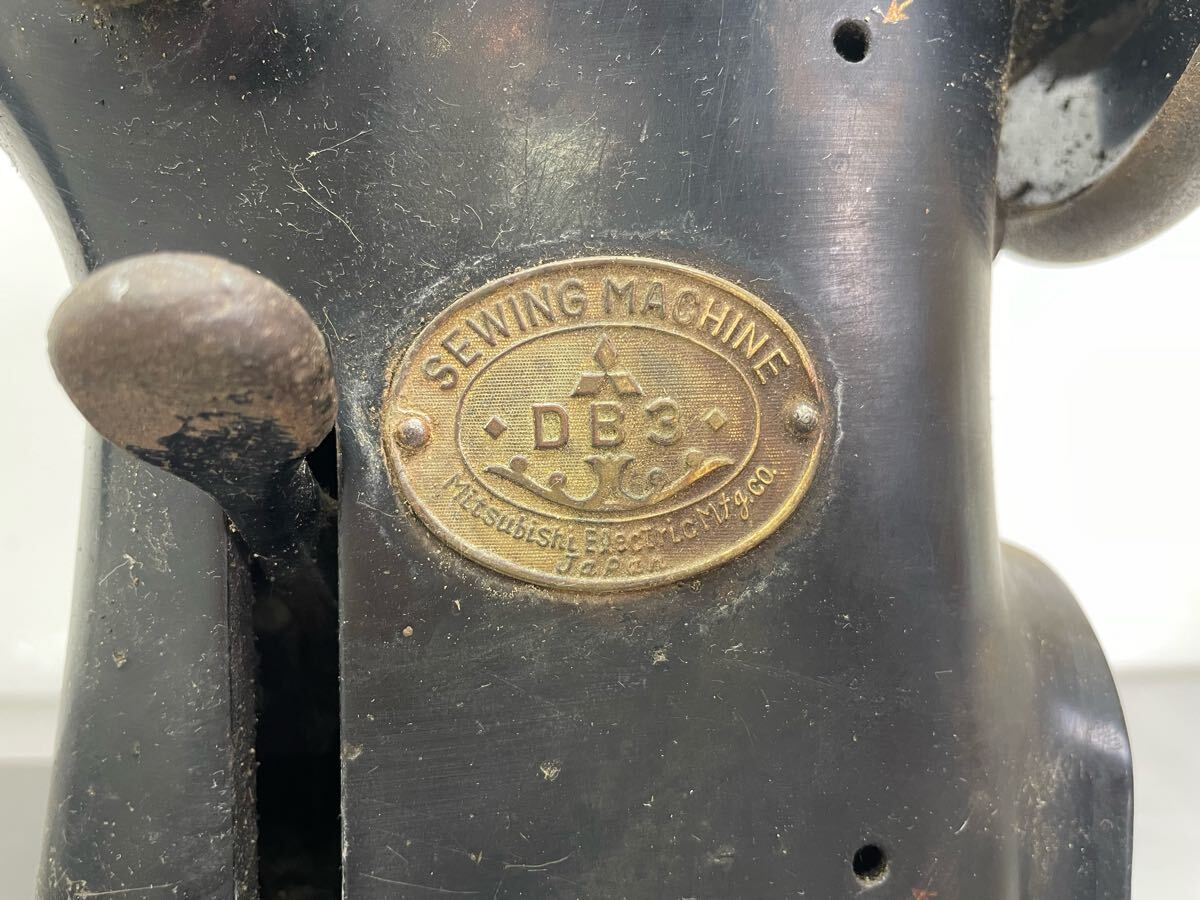 SEWING MACHINE
DB3
Mitsubishi Electric Mfg.co.
Japan